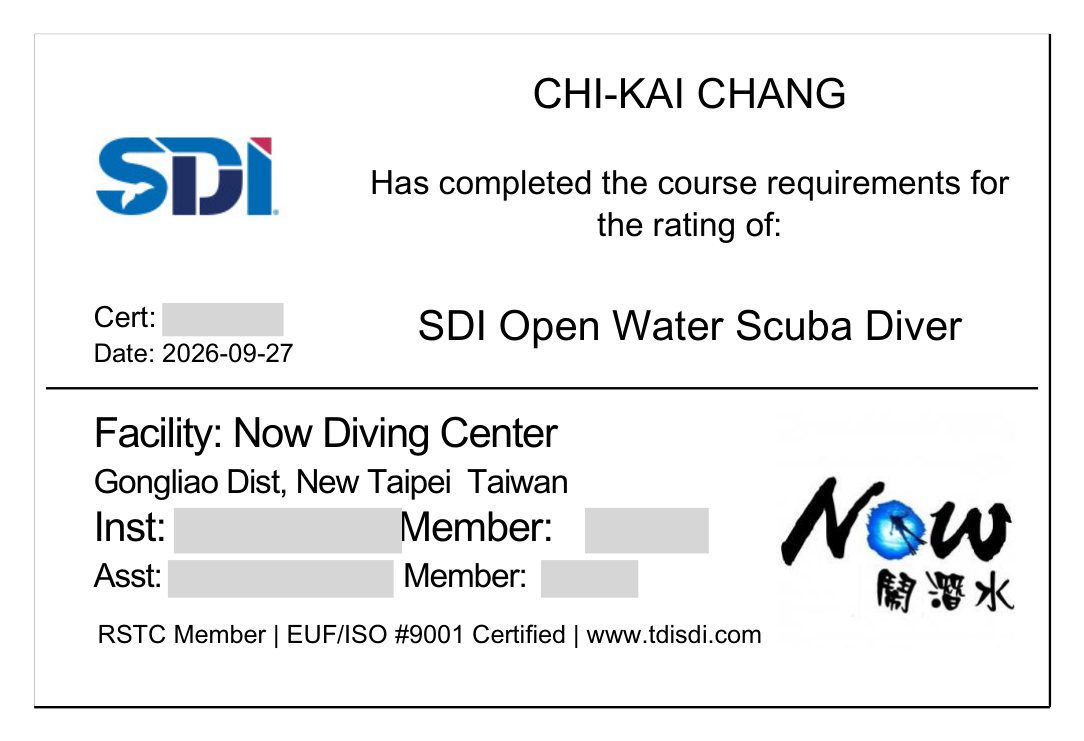 CHI-KAI CHANG
SDI
Has completed the course requirements for
the rating of:
Cert:
Date: 2026-09-27
SDI Open Water Scuba Diver
Facility: Now Diving Center
Gongliao Dist, New Taipei  Taiwan
Inst: Member:
Asst: Member:
NOW
鬧潛水
RSTC Member | EUF/ISO #9001 Certified | www.tdisdi.com